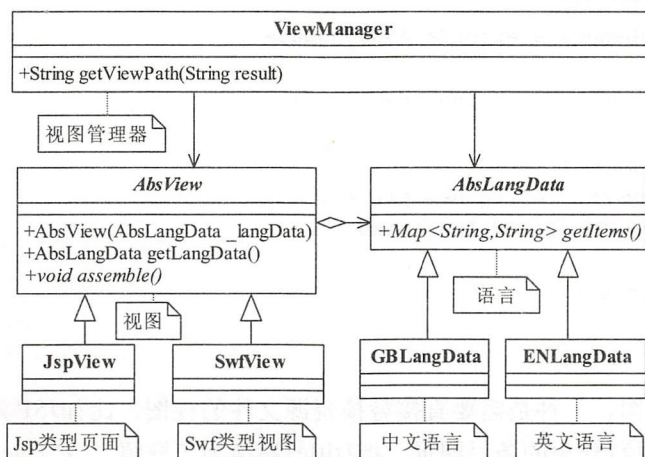 ViewManager
+String getViewPath(String result)
视图管理器
AbsView
+AbsView(AbsLangData _langData)
+AbsLangData getLangData()
+void assemble()
AbsLangData
+Map<String,String> getItems()
视图
语言
JspView
SwfView
GBLangData
ENLangData
Jsp类型页面
Swf类型视图
中文语言
英文语言